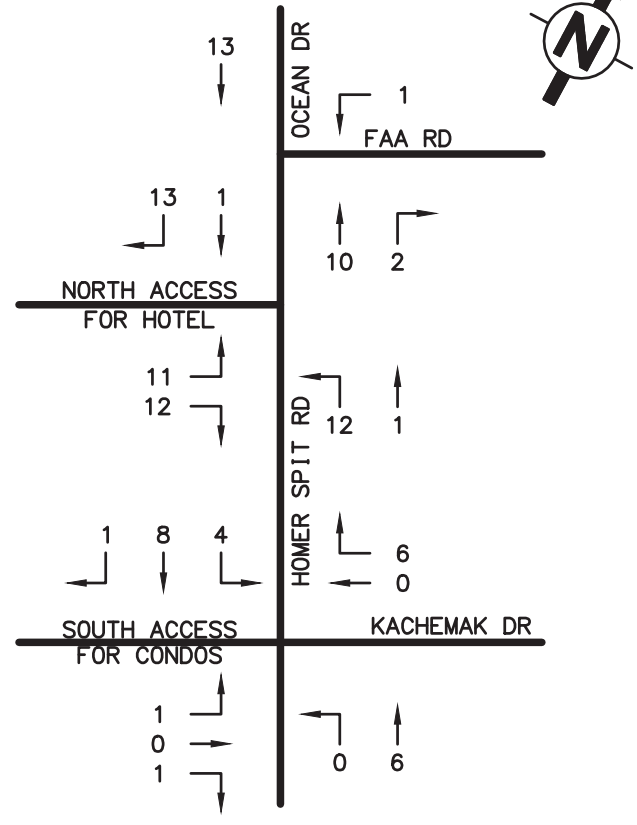 N
13
OCEAN DR
1
FAA RD
13 1
10 2
NORTH ACCESS
FOR HOTEL
11
12
12 1
HOMER SPIT RD
1 8 4
6
0
SOUTH ACCESS
FOR CONDOS
KACHEMAK DR
1
0
1
0 6